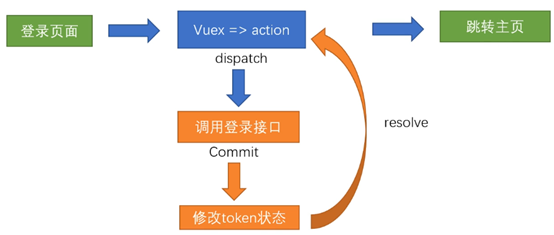 登录页面
Vuex => action
跳转主页
dispatch
调用登录接口
resolve
Commit
修改token状态